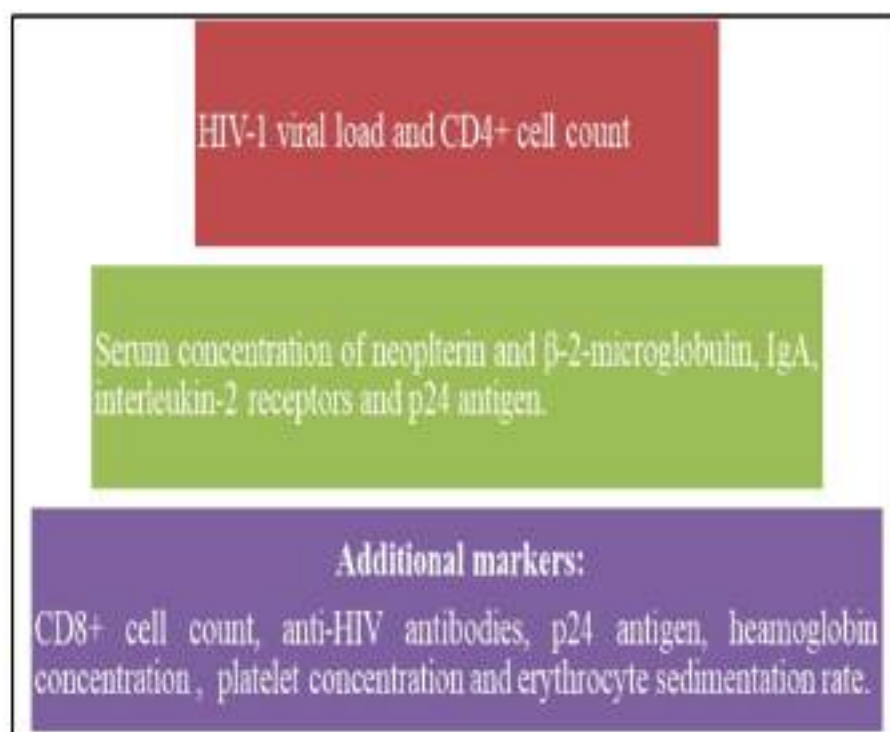 HIV-1 viral load and CD4+ cell count
Serum concentration of neoplterin and β-2-microglobulin, IgA,
interleukin-2 receptors and p24 antigen.
Additional markers:
CD8+ cell count, anti-HIV antibodies, p24 antigen, heamoglobin
concentration , platelet concentration and erythrocyte sedimentation rate.